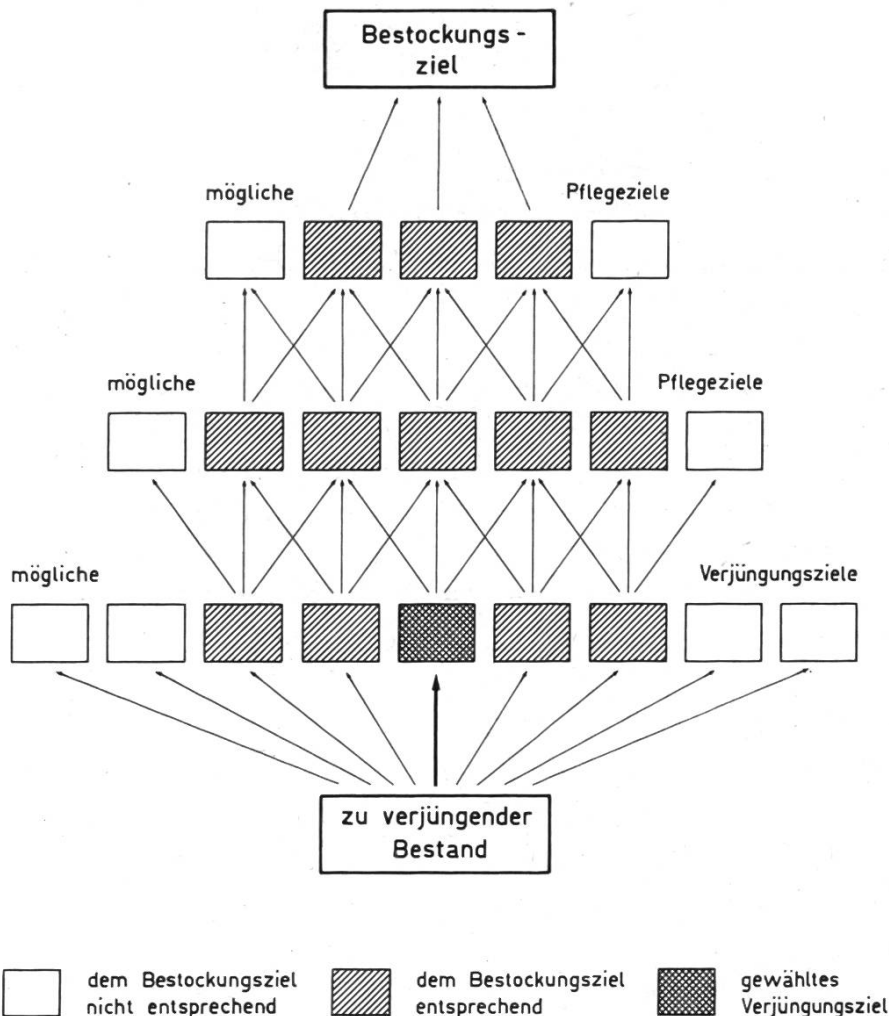 Bestockungs -
ziel
mögliche Pflegeziele
mögliche Pflegeziele
mögliche Verjüngungsziele
zu verjüngender
Bestand
dem Bestockungsziel
nicht entsprechend
dem Bestockungsziel
entsprechend
gewähltes
Verjüngungsziel